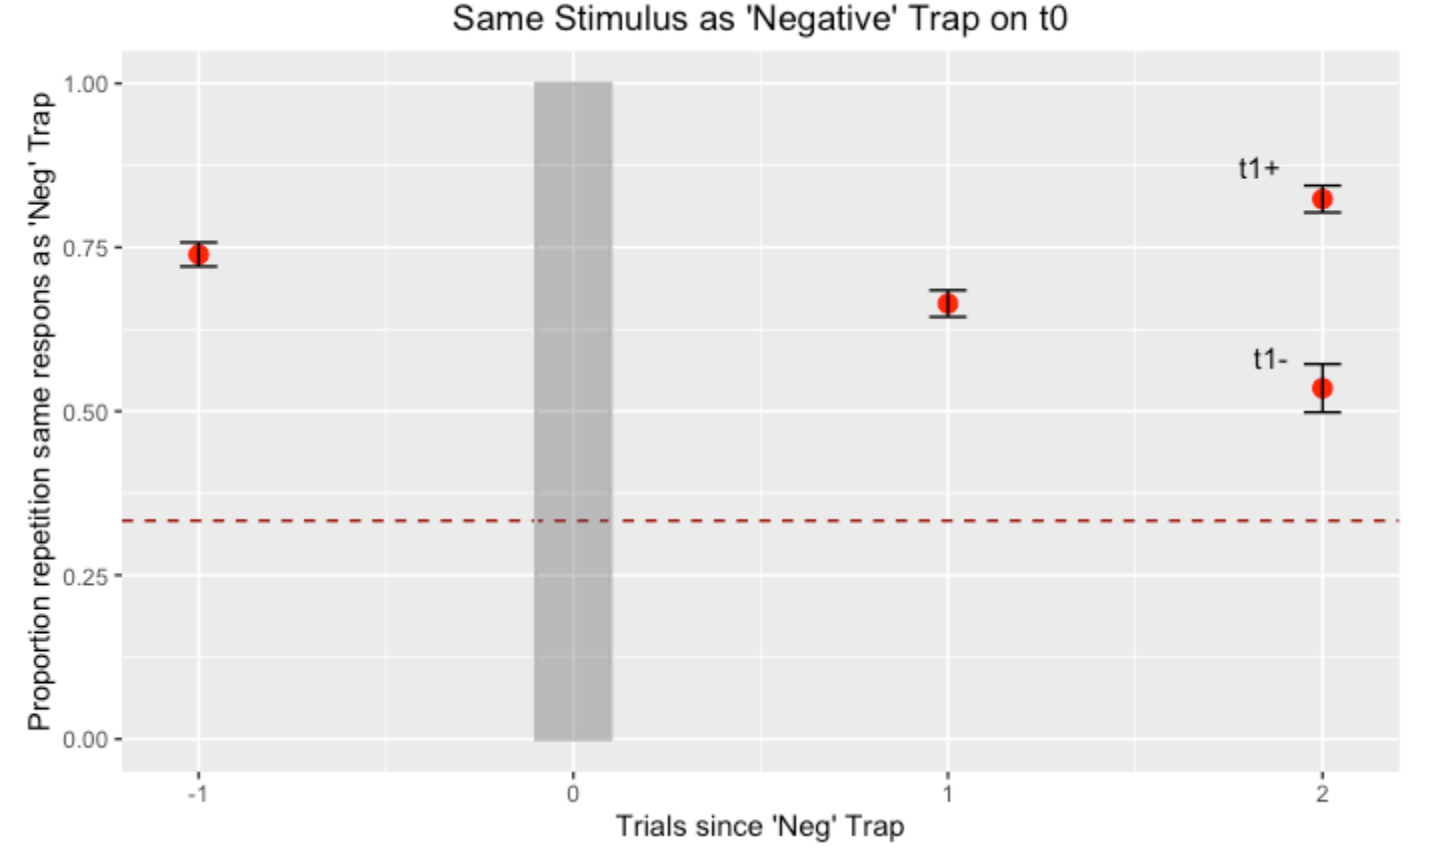 Same Stimulus as 'Negative' Trap on t0
Proportion repetition same respons as 'Neg' Trap
1.00
0.75
0.50
0.25
0.00
t1+
t1-
-1 0 1 2
Trials since 'Neg' Trap